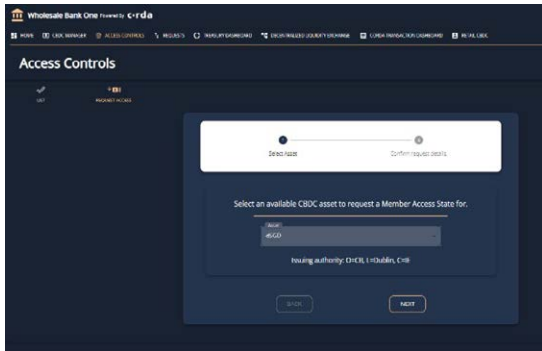 Wholesale Bank One Powered By c·rda
HOME CBDC MANAGER ACCESS CONTROLS REQUESTS TREASURY DASHBOARD DECENTRALIZED LIQUIDITY EXCHANGE CORDA TRANSACTION DASHBOARD RETAIL CBDC
Access Controls
LIST REQUEST ACCESS
Select Asset Confirm request details
Select an available CBDC asset to request a Member Access State for.
Asset
eSGD
Issuing authority: O=CB, L=Dublin, C=IE
BACK NEXT